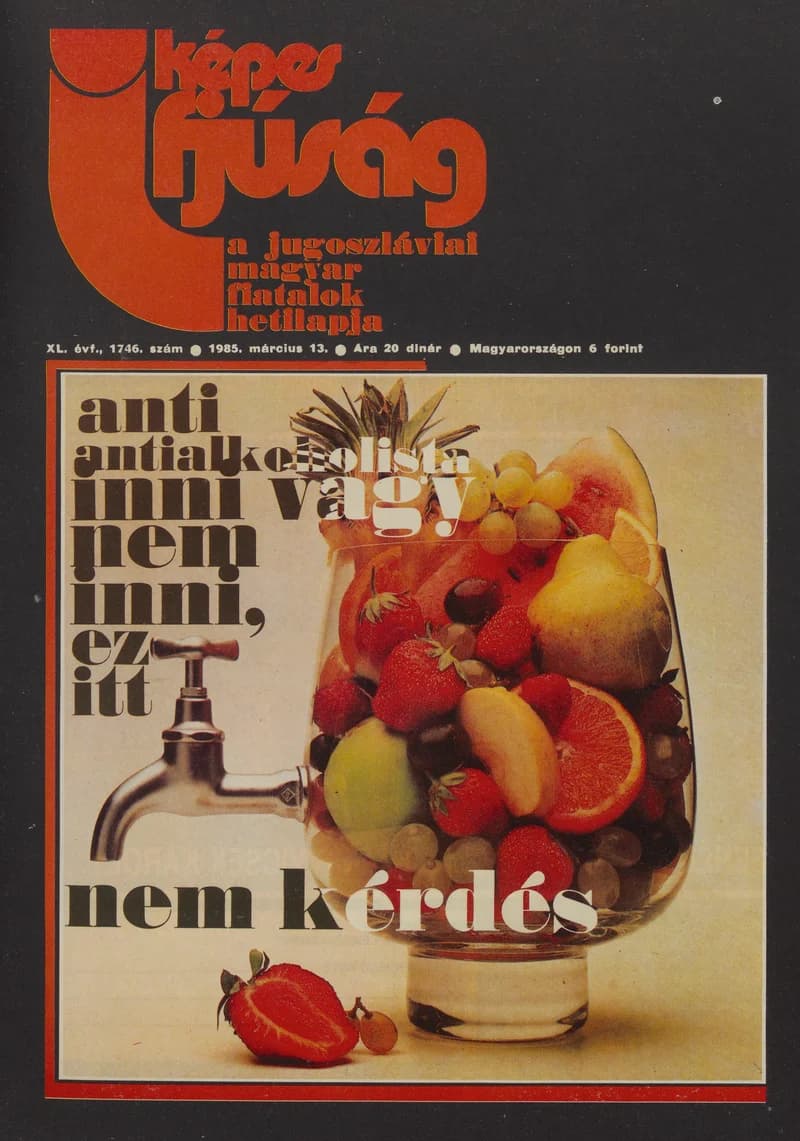 képes
Ifjúság
a jugoszláviai
magyar
fiatalok
hetilapja
XL. évf., 1746. szám ● 1985. március 13. ● Ára 20 dinár ● Magyarországon 6 forint
anti
antialkoholista
inni vagy
nem
inni,
ez
itt
nem kérdés